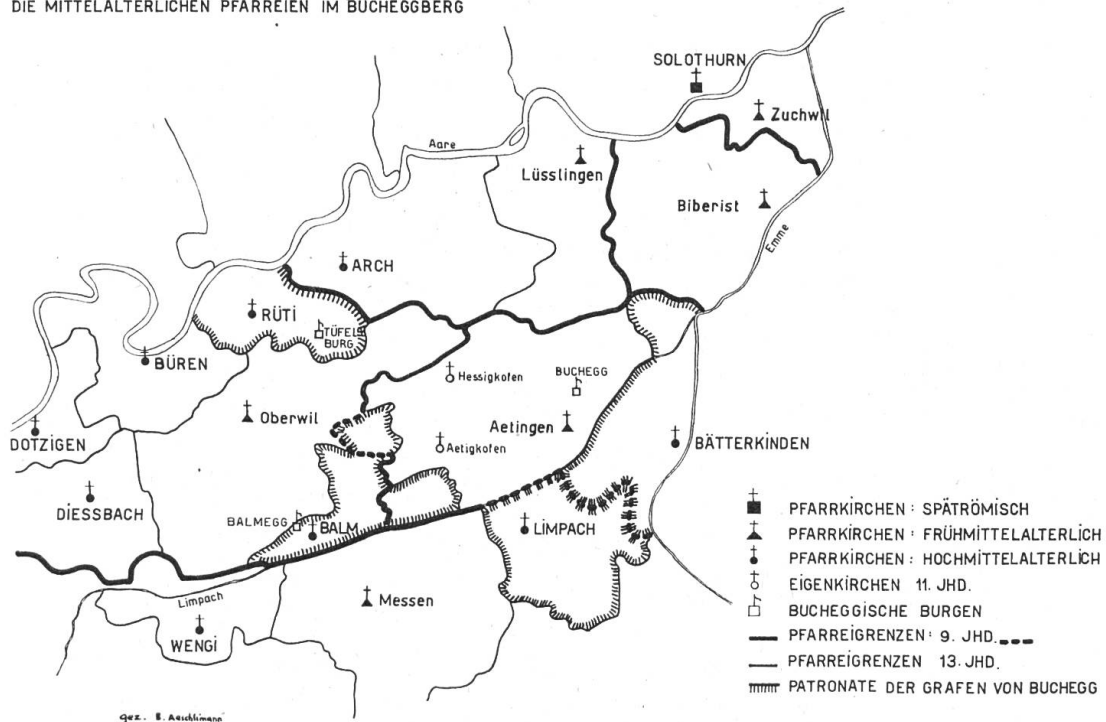 DIE MITTELALTERLICHEN PFARREIEN IM BUCHEGGBERG
SOLOTHURN
Zuchwil
Aare
Lüsslingen
Biberist
Emme
ARCH
RÜTI
TÜFEL
BURG
BÜREN
Hessigkofen
BUCHEGG
Oberwil
Aetingen
DOTZIGEN
Aetigkofen
BÄTTERKINDEN
DIESSBACH
BALMEGG
BALM
LIMPACH
Limpach
Messen
WENGI
PFARRKIRCHEN: SPÄTRÖMISCH
PFARRKIRCHEN: FRÜHMITTELALTERLICH
PFARRKIRCHEN: HOCHMITTELALTERLICH
EIGENKIRCHEN 11. JHD.
BUCHEGGISCHE BURGEN
PFARREIGRENZEN: 9. JHD.
PFARREIGRENZEN 13. JHD.
PATRONATE DER GRAFEN VON BUCHEGG
gez. E. Aeschlimann